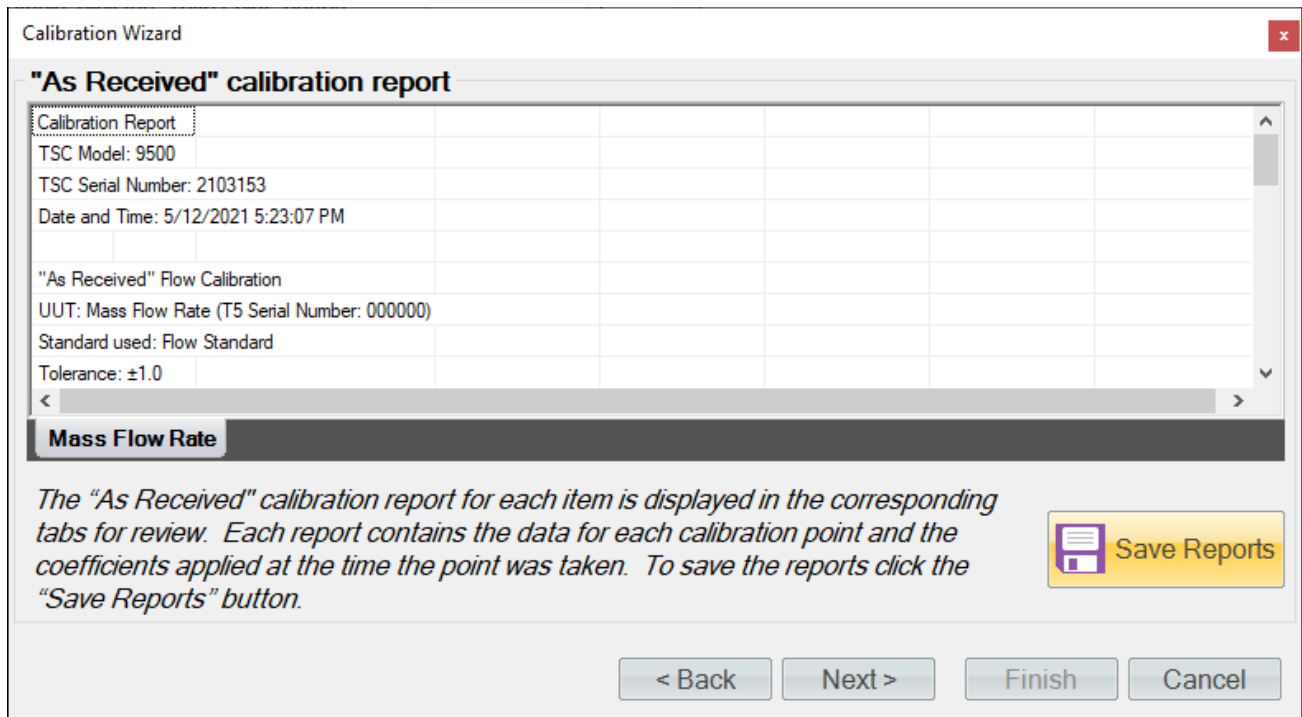 Calibration Wizard
x
"As Received" calibration report
Calibration Report
TSC Model: 9500
TSC Serial Number: 2103153
Date and Time: 5/12/2021 5:23:07 PM
"As Received" Flow Calibration
UUT: Mass Flow Rate (T5 Serial Number: 000000)
Standard used: Flow Standard
Tolerance: ±1.0
Mass Flow Rate
The “As Received" calibration report for each item is displayed in the corresponding
tabs for review.  Each report contains the data for each calibration point and the
coefficients applied at the time the point was taken.  To save the reports click the
“Save Reports” button.
Save Reports
< Back
Next >
Finish
Cancel